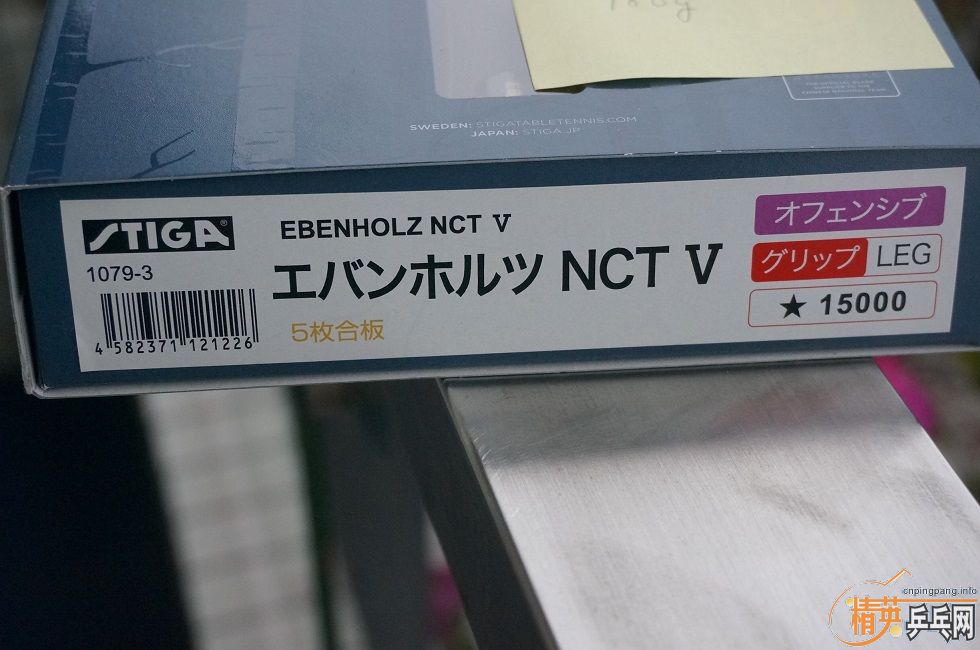 SWEDEN: STIGATABLETENNIS.COM
JAPAN: STIGA.JP
STIGA®
1079-3
4 582371 121226
EBENHOLZ NCT Ⅴ
エバンホルツ NCT Ⅴ
5枚合板
オフェンシブ
グリップ LEG
★ 15000
cnpingpang.info
精英乒乓网